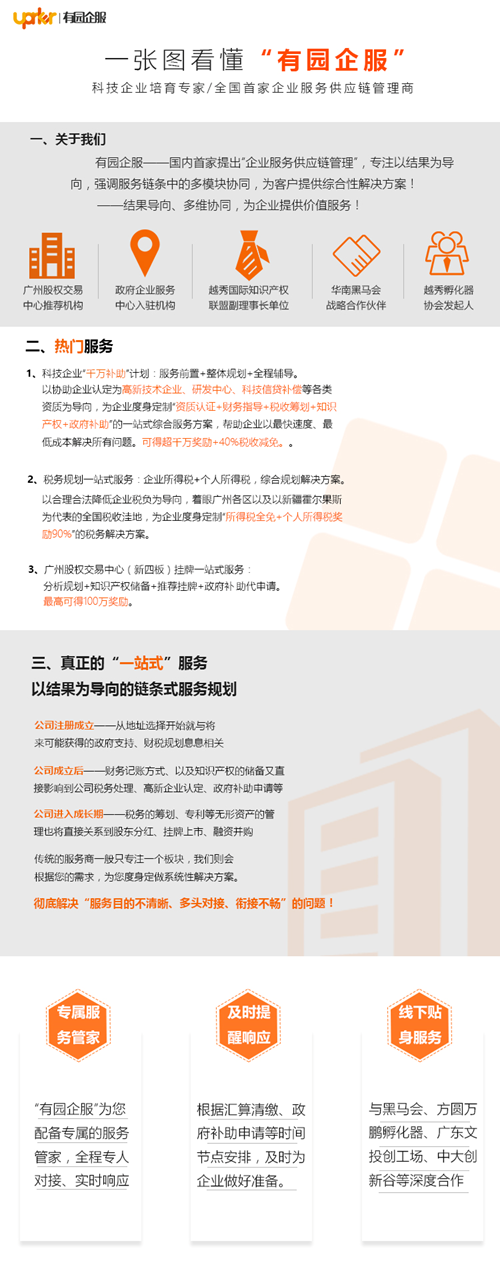 uprker 有园企服
一张图看懂“有园企服”
科技企业培育专家/全国首家企业服务供应链管理商
一、关于我们
有园企服——国内首家提出“企业服务供应链管理”，专注以结果为导
向，强调服务链条中的多模块协同，为客户提供综合性解决方案！
——结果导向、多维协同，为企业提供价值服务！
广州股权交易
中心推荐机构
政府企业服务
中心入驻机构
越秀国际知识产权
联盟副理事长单位
华南黑马会
战略合作伙伴
越秀孵化器
协会发起人
二、热门服务
1、科技企业“千万补助”计划：服务前置+整体规划+全程辅导。
以协助企业认定为高新技术企业、研发中心、科技信贷补偿等各类
资质为导向，为企业度身定制“资质认证+财务指导+税收筹划+知识
产权+政府补助”的一站式综合服务方案，帮助企业以最快速度、最
低成本解决所有问题。可得超千万奖励+40%税收减免。。
2、税务规划一站式服务：企业所得税+个人所得税，综合规划解决方案。
以合理合法降低企业税负为导向，着眼广州各区以及以新疆霍尔果斯
为代表的全国税收洼地，为企业度身定制“所得税全免+个人所得税奖
励90%”的税务解决方案。
3、广州股权交易中心（新四板）挂牌一站式服务：
分析规划+知识产权储备+推荐挂牌+政府补助代申请。
最高可得100万奖励。
三、真正的“一站式”服务
以结果为导向的链条式服务规划
公司注册成立——从地址选择开始就与将
来可能获得的政府支持、财税规划息息相关
公司成立后——财务记账方式、以及知识产权的储备又直
接影响到公司税务处理、高新企业认定、政府补助申请等
公司进入成长期——税务的筹划、专利等无形资产的管
理也将直接关系到股东分红、挂牌上市、融资并购
传统的服务商一般只专注一个板块，我们则会
根据您的需求，为您度身定做系统性解决方案。
彻底解决“服务目的不清晰、多头对接、衔接不畅”的问题！
专属服
务管家
及时提
醒响应
线下贴
身服务
“有园企服”为您
配备专属的服务
管家，全程专人
对接、实时响应
根据汇算清缴、政
府补助申请等时间
节点安排，及时为
企业做好准备。
与黑马会、方圆万
鹏孵化器、广东文
投创工场、中大创
新谷等深度合作